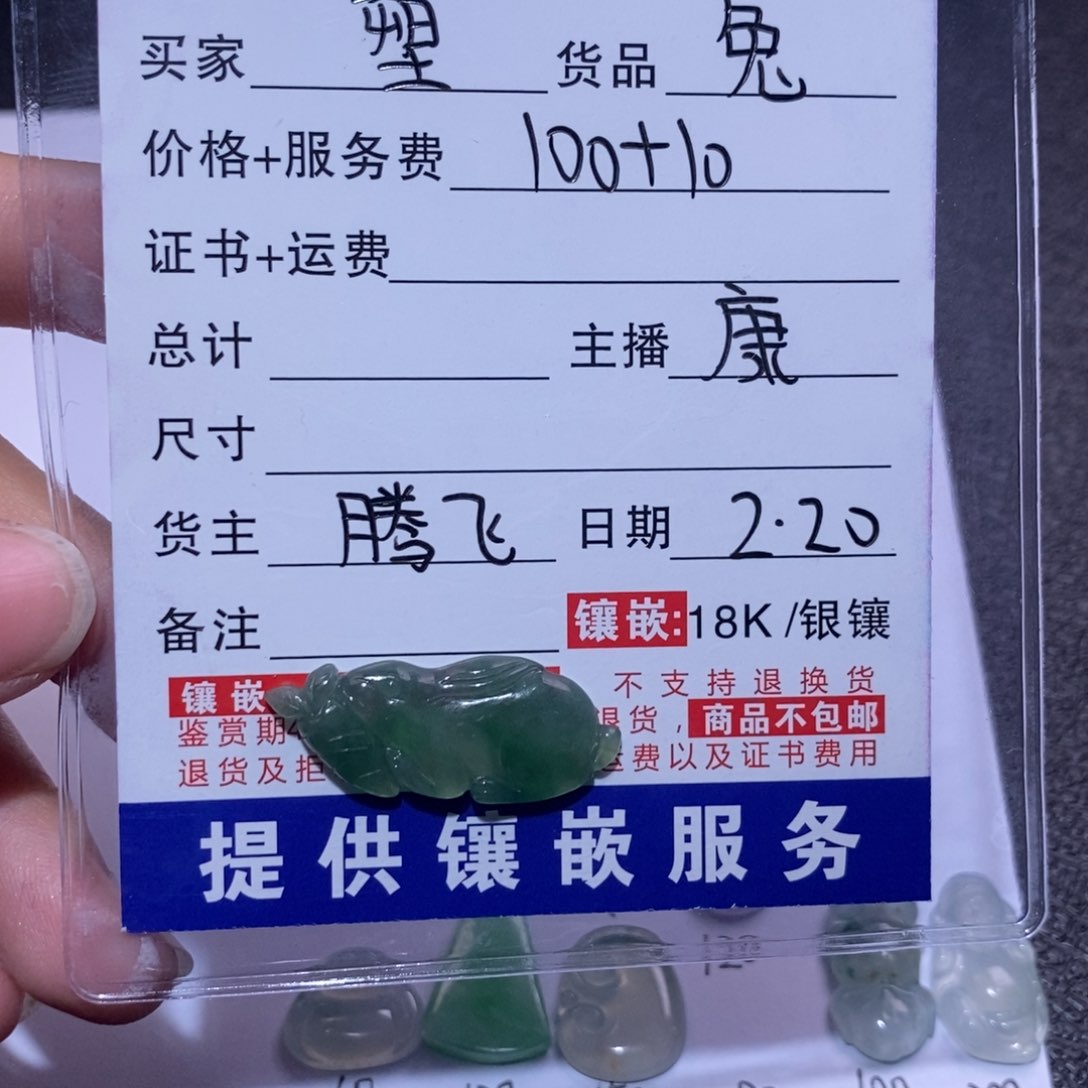 买家 塑 货品 兔
价格+服务费 100+10
证书+运费
总计 主播 康
尺寸
货主 腾飞 日期 2·20
备注 镶嵌:18K /银镶
镶嵌 不支持退换货
鉴赏期4 退货，商品不包邮
退货及拒 运费以及证书费用
提供镶嵌服务